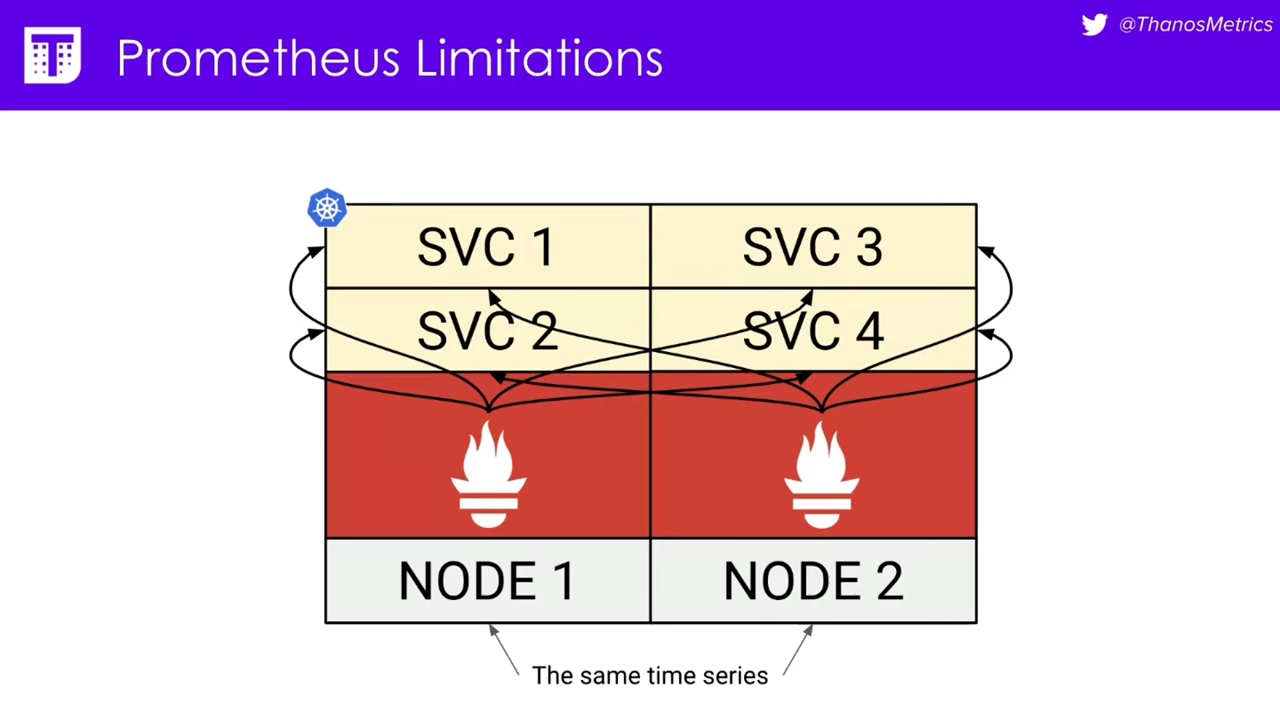 Prometheus Limitations
@ThanosMetrics
SVC 1
SVC 3
SVC 2
SVC 4
NODE 1
NODE 2
The same time series